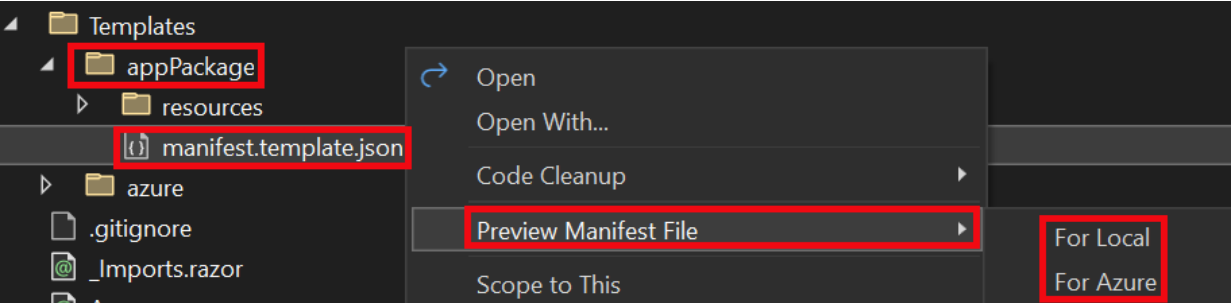 Templates
appPackage
resources
manifest.template.json
azure
.gitignore
_Imports.razor
Open
Open With...
Code Cleanup
Preview Manifest File
Scope to This
For Local
For Azure